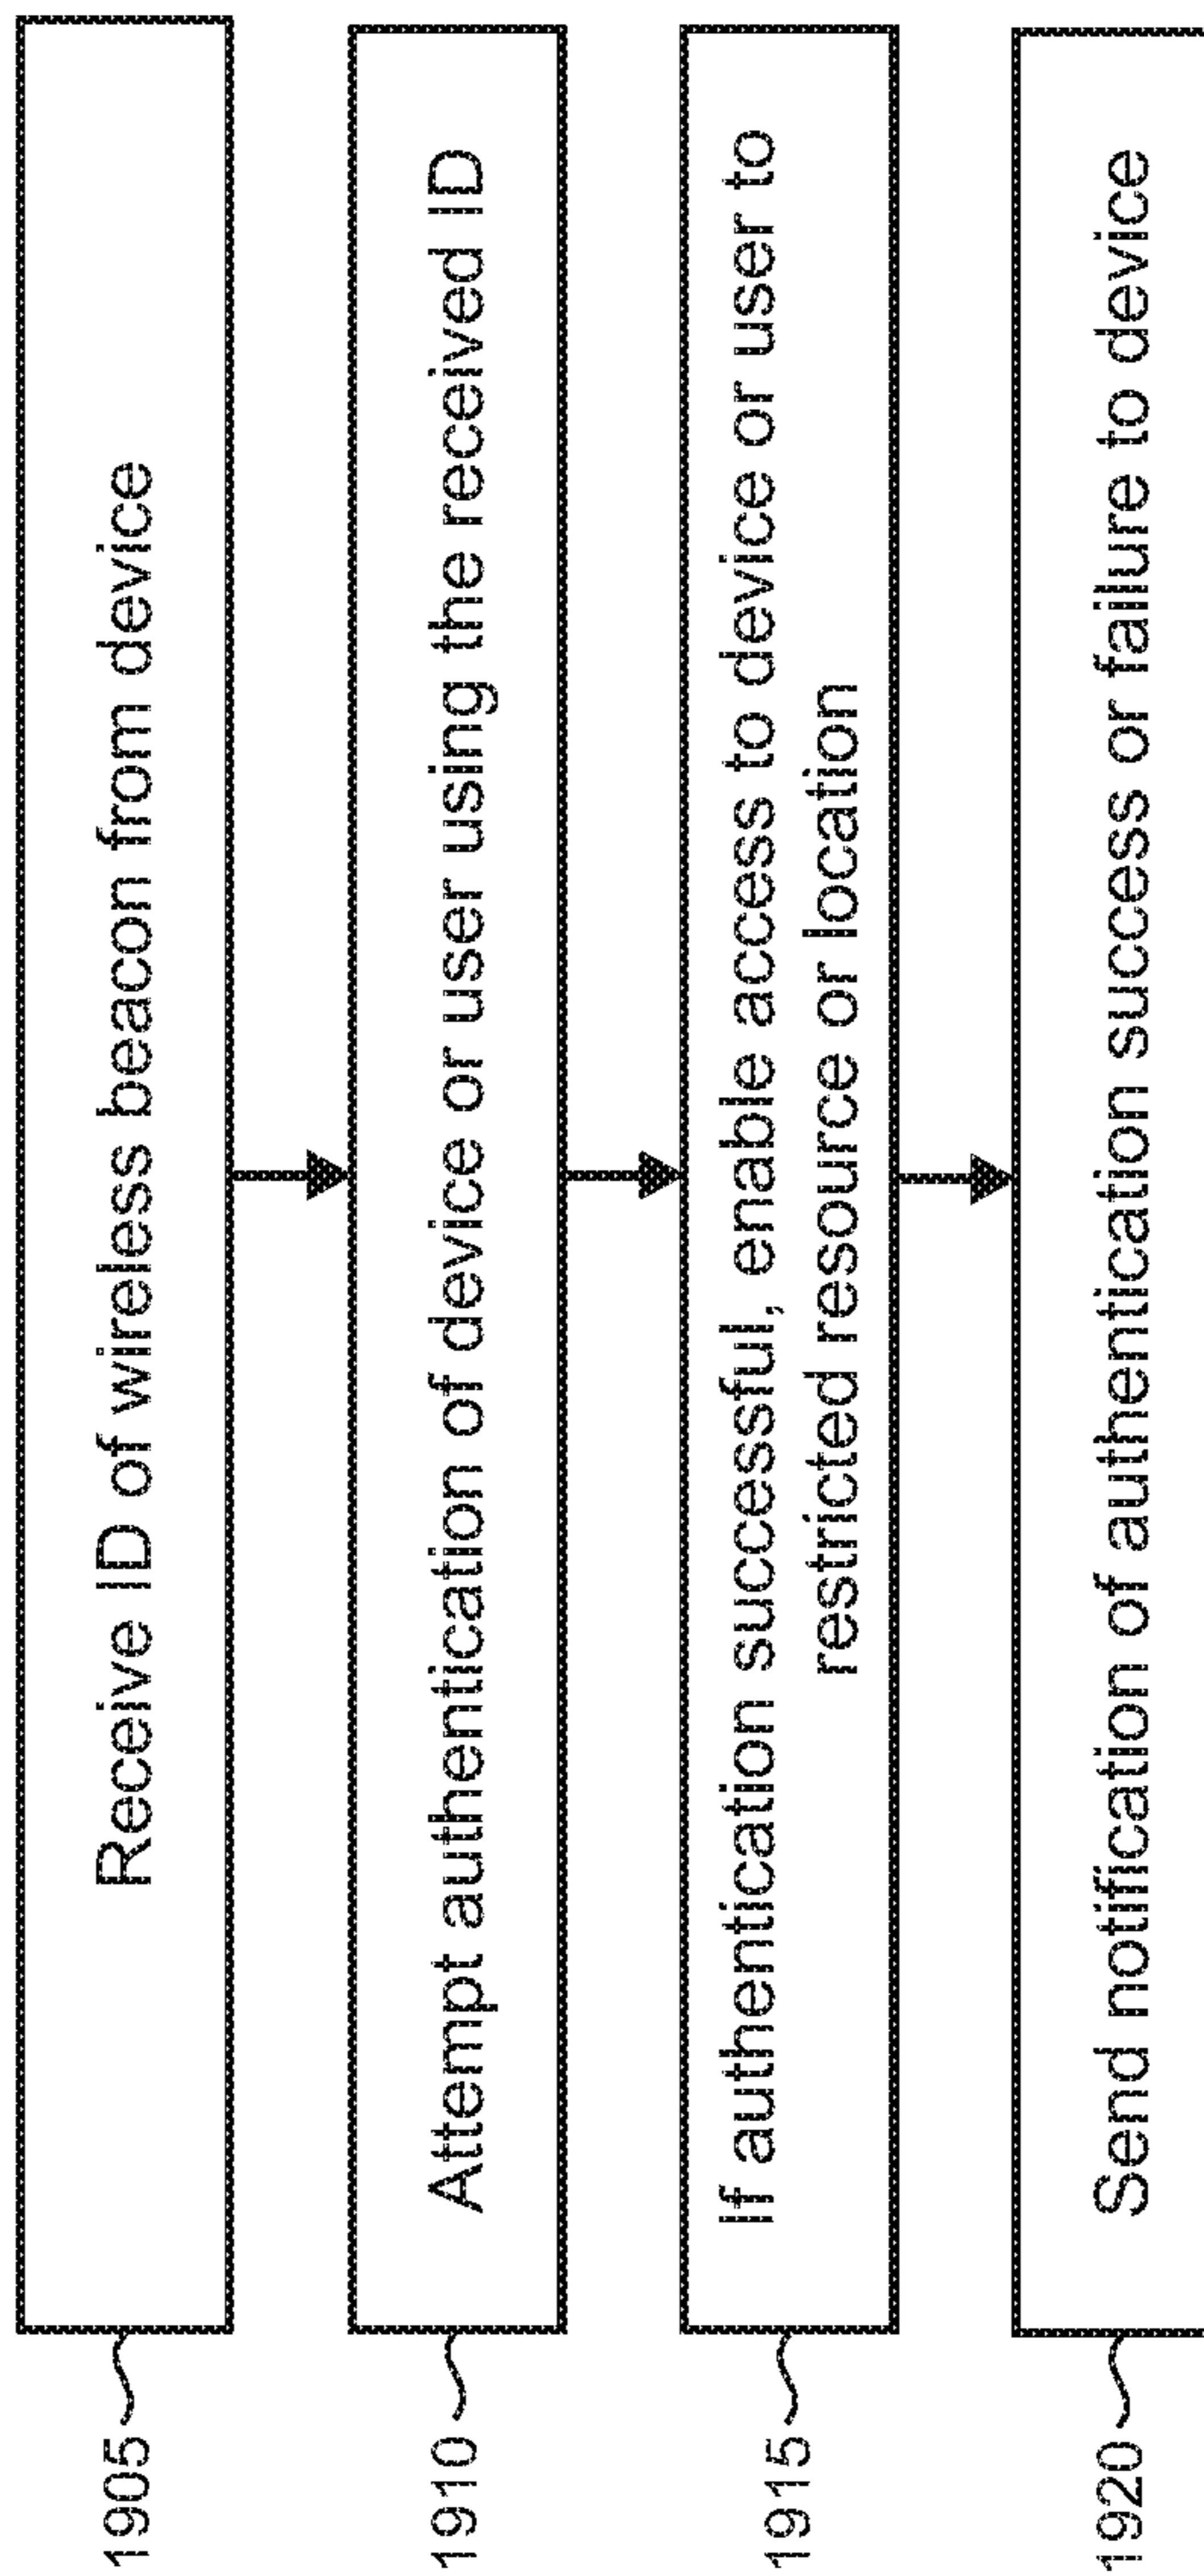 1905
Receive ID of wireless beacon from device
1910
Attempt authentication of device or user using the received ID
1915
If authentication successful, enable access to device or user to
restricted resource or location
1920
Send notification of authentication success or failure to device